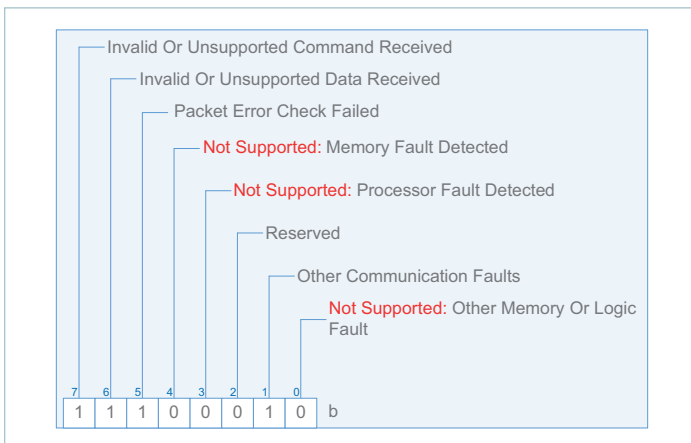 Invalid Or Unsupported Command Received
Invalid Or Unsupported Data Received
Packet Error Check Failed
Not Supported: Memory Fault Detected
Not Supported: Processor Fault Detected
Reserved
Other Communication Faults
Not Supported: Other Memory Or Logic
Fault
7 6 5 4 3 2 1 0
1 1 1 0 0 0 1 0 b